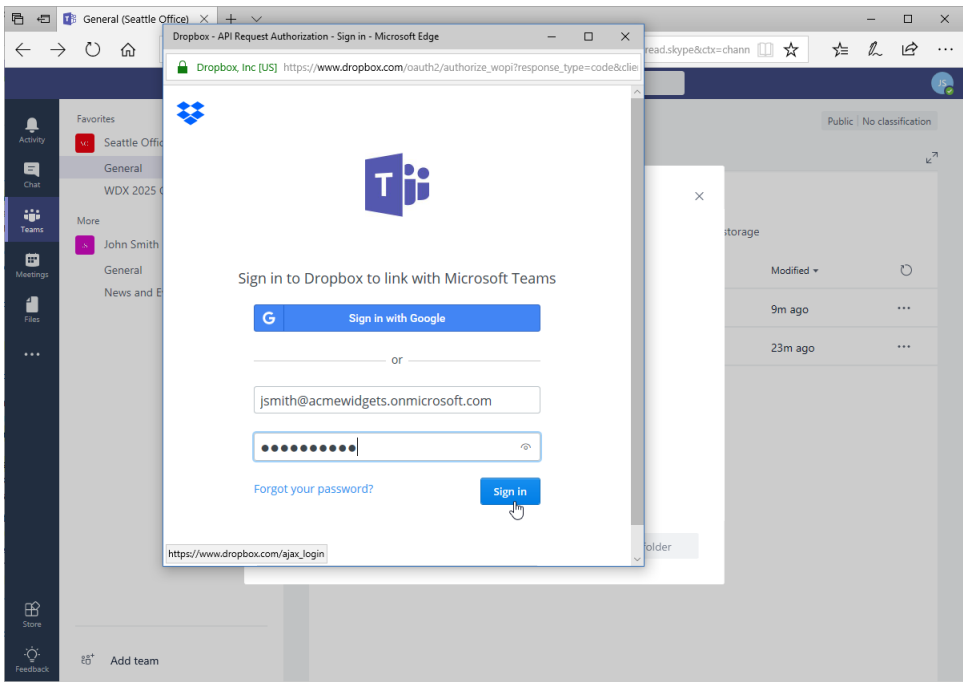 General (Seattle Office)
Dropbox - API Request Authorization - Sign in - Microsoft Edge
Dropbox, Inc [US] https://www.dropbox.com/oauth2/authorize_wopi?response_type=code&clie
read.skype&ctx=chann
JS
Activity
Chat
Teams
Meetings
Files
Store
Feedback
Favorites
Seattle Offic
General
WDX 2025
More
John Smith
General
News and E
Add team
T
Sign in to Dropbox to link with Microsoft Teams
G Sign in with Google
or
jsmith@acmewidgets.onmicrosoft.com
Forgot your password?
Sign in
https://www.dropbox.com/ajax_login
Public No classification
storage
Modified
9m ago
23m ago
folder